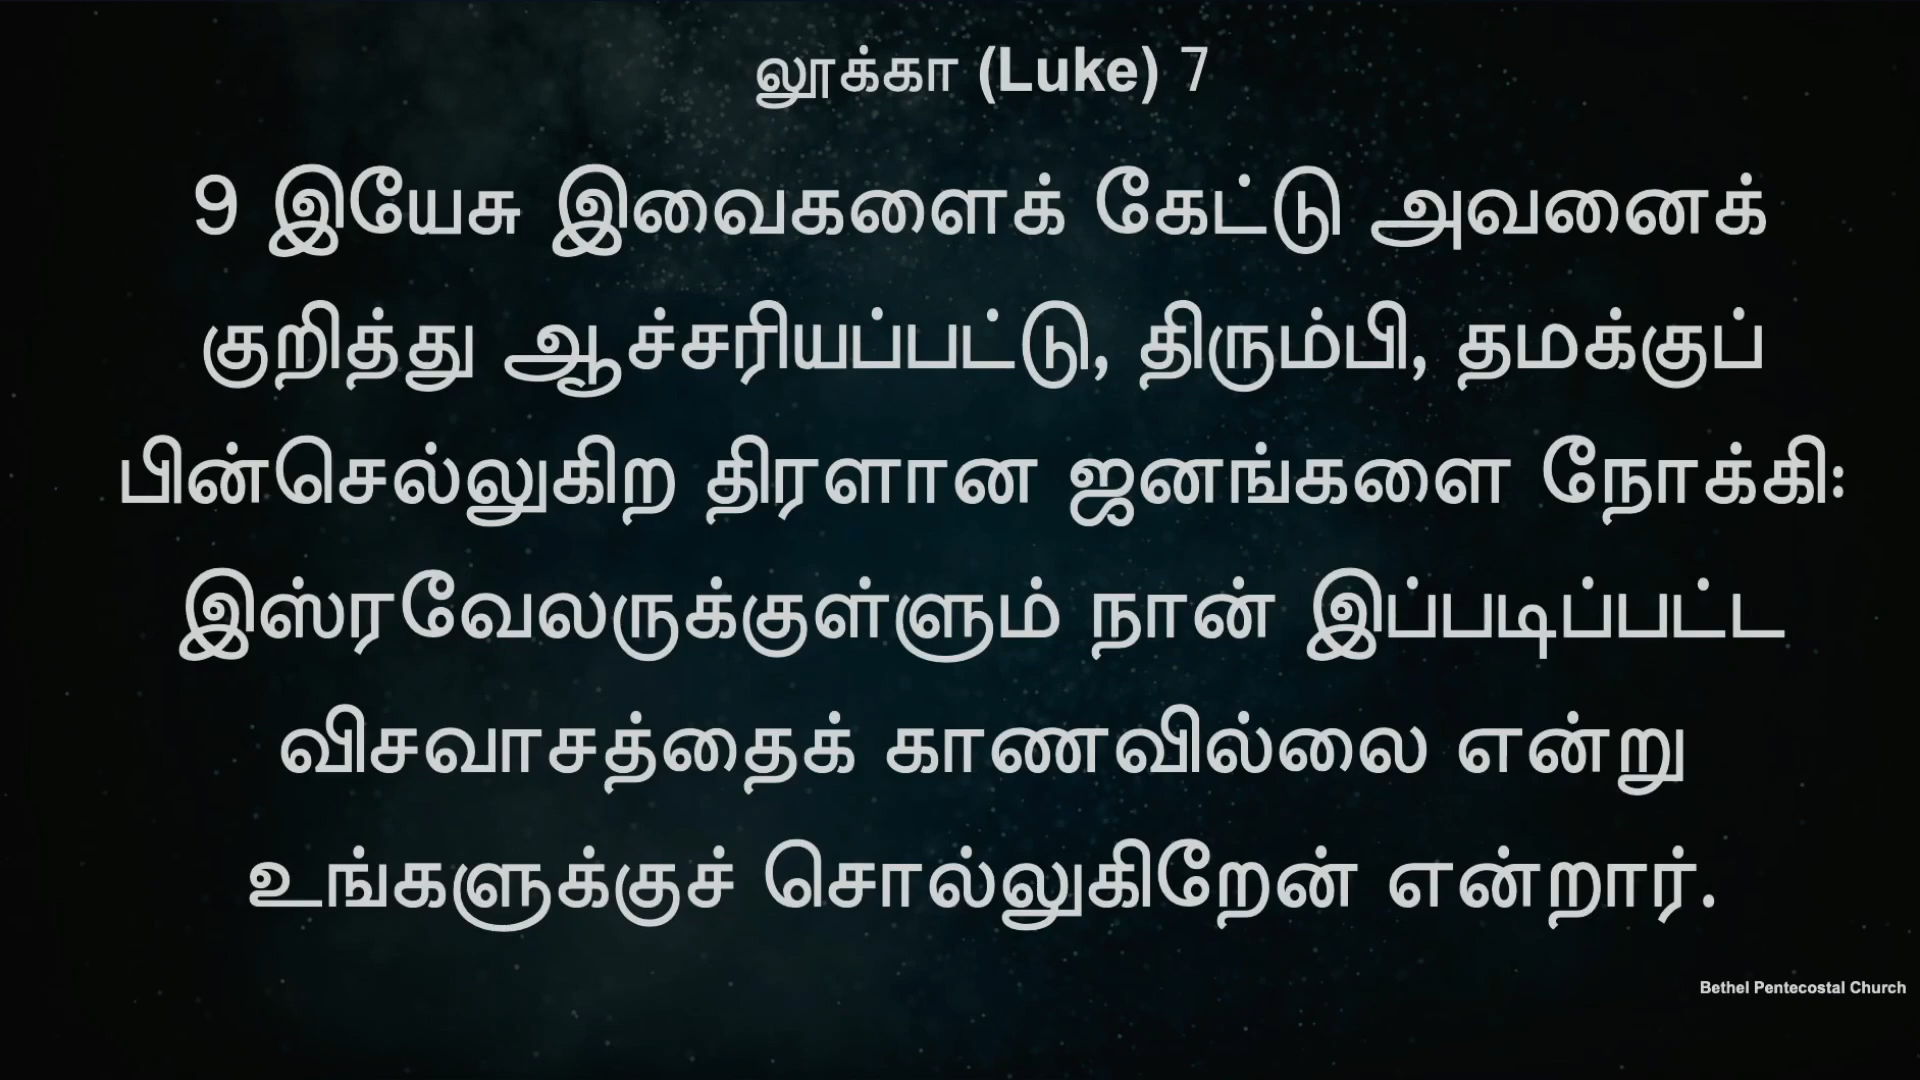 லூக்கா (Luke) 7
9 இயேசு இவைகளைக் கேட்டு அவனைக்
குறித்து ஆச்சரியப்பட்டு, திரும்பி, தமக்குப்
பின்செல்லுகிற திரளான ஜனங்களை நோக்கி:
இஸ்ரவேலருக்குள்ளும் நான் இப்படிப்பட்ட
விசவாசத்தைக் காணவில்லை என்று
உங்களுக்குச் சொல்லுகிறேன் என்றார்.
Bethel Pentecostal Church